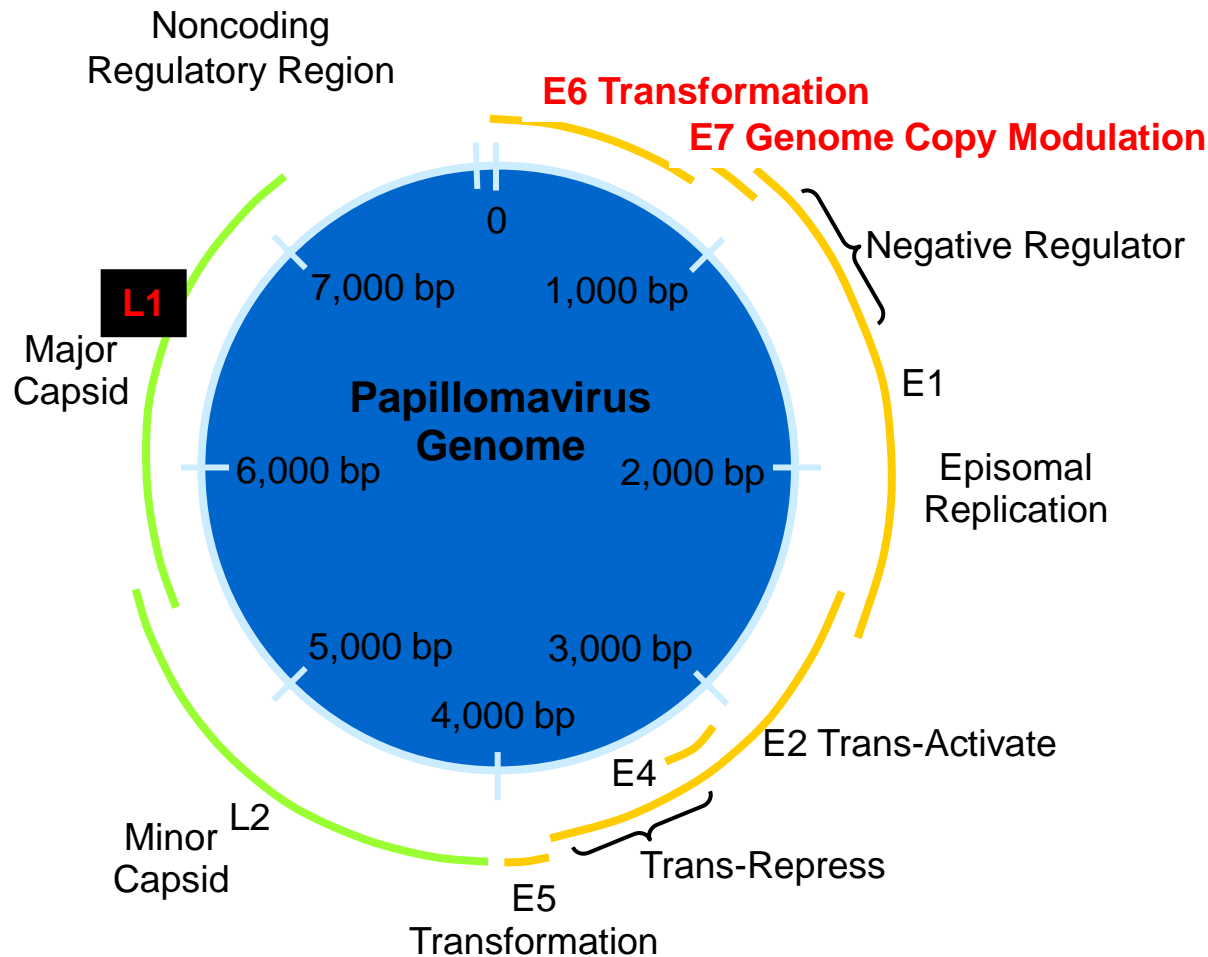 Noncoding
Regulatory Region
E6 Transformation
E7 Genome Copy Modulation
0
Negative Regulator
7,000 bp
1,000 bp
L1
Major
Capsid
E1
Papillomavirus
Genome
6,000 bp
2,000 bp
Episomal
Replication
5,000 bp
3,000 bp
4,000 bp
E2 Trans-Activate
E4
L2
Minor
Capsid
Trans-Repress
E5
Transformation